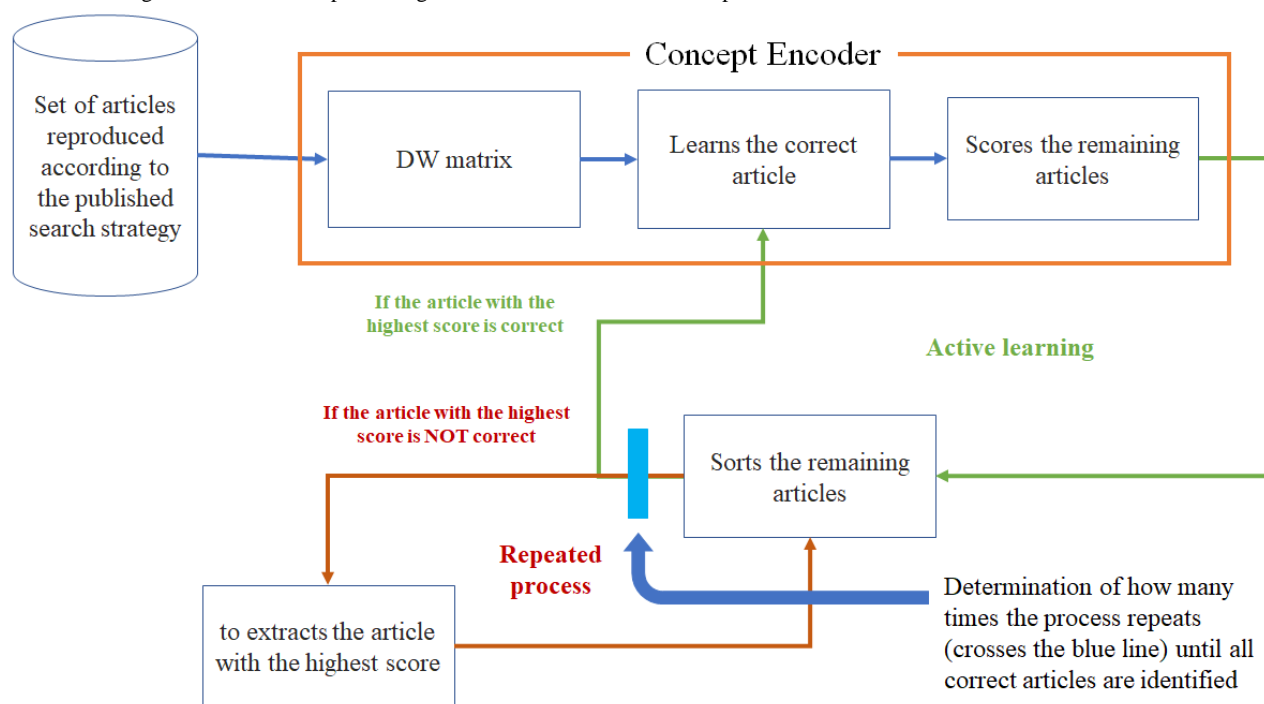 Concept Encoder
Set of articles
reproduced
according to
the published
search strategy
DW matrix
Learns the correct
article
Scores the remaining
articles
If the article with the
highest score is correct
Active learning
If the article with the highest
score is NOT correct
Sorts the remaining
articles
Repeated
process
to extracts the article
with the highest score
Determination of how many
times the process repeats
(crosses the blue line) until all
correct articles are identified